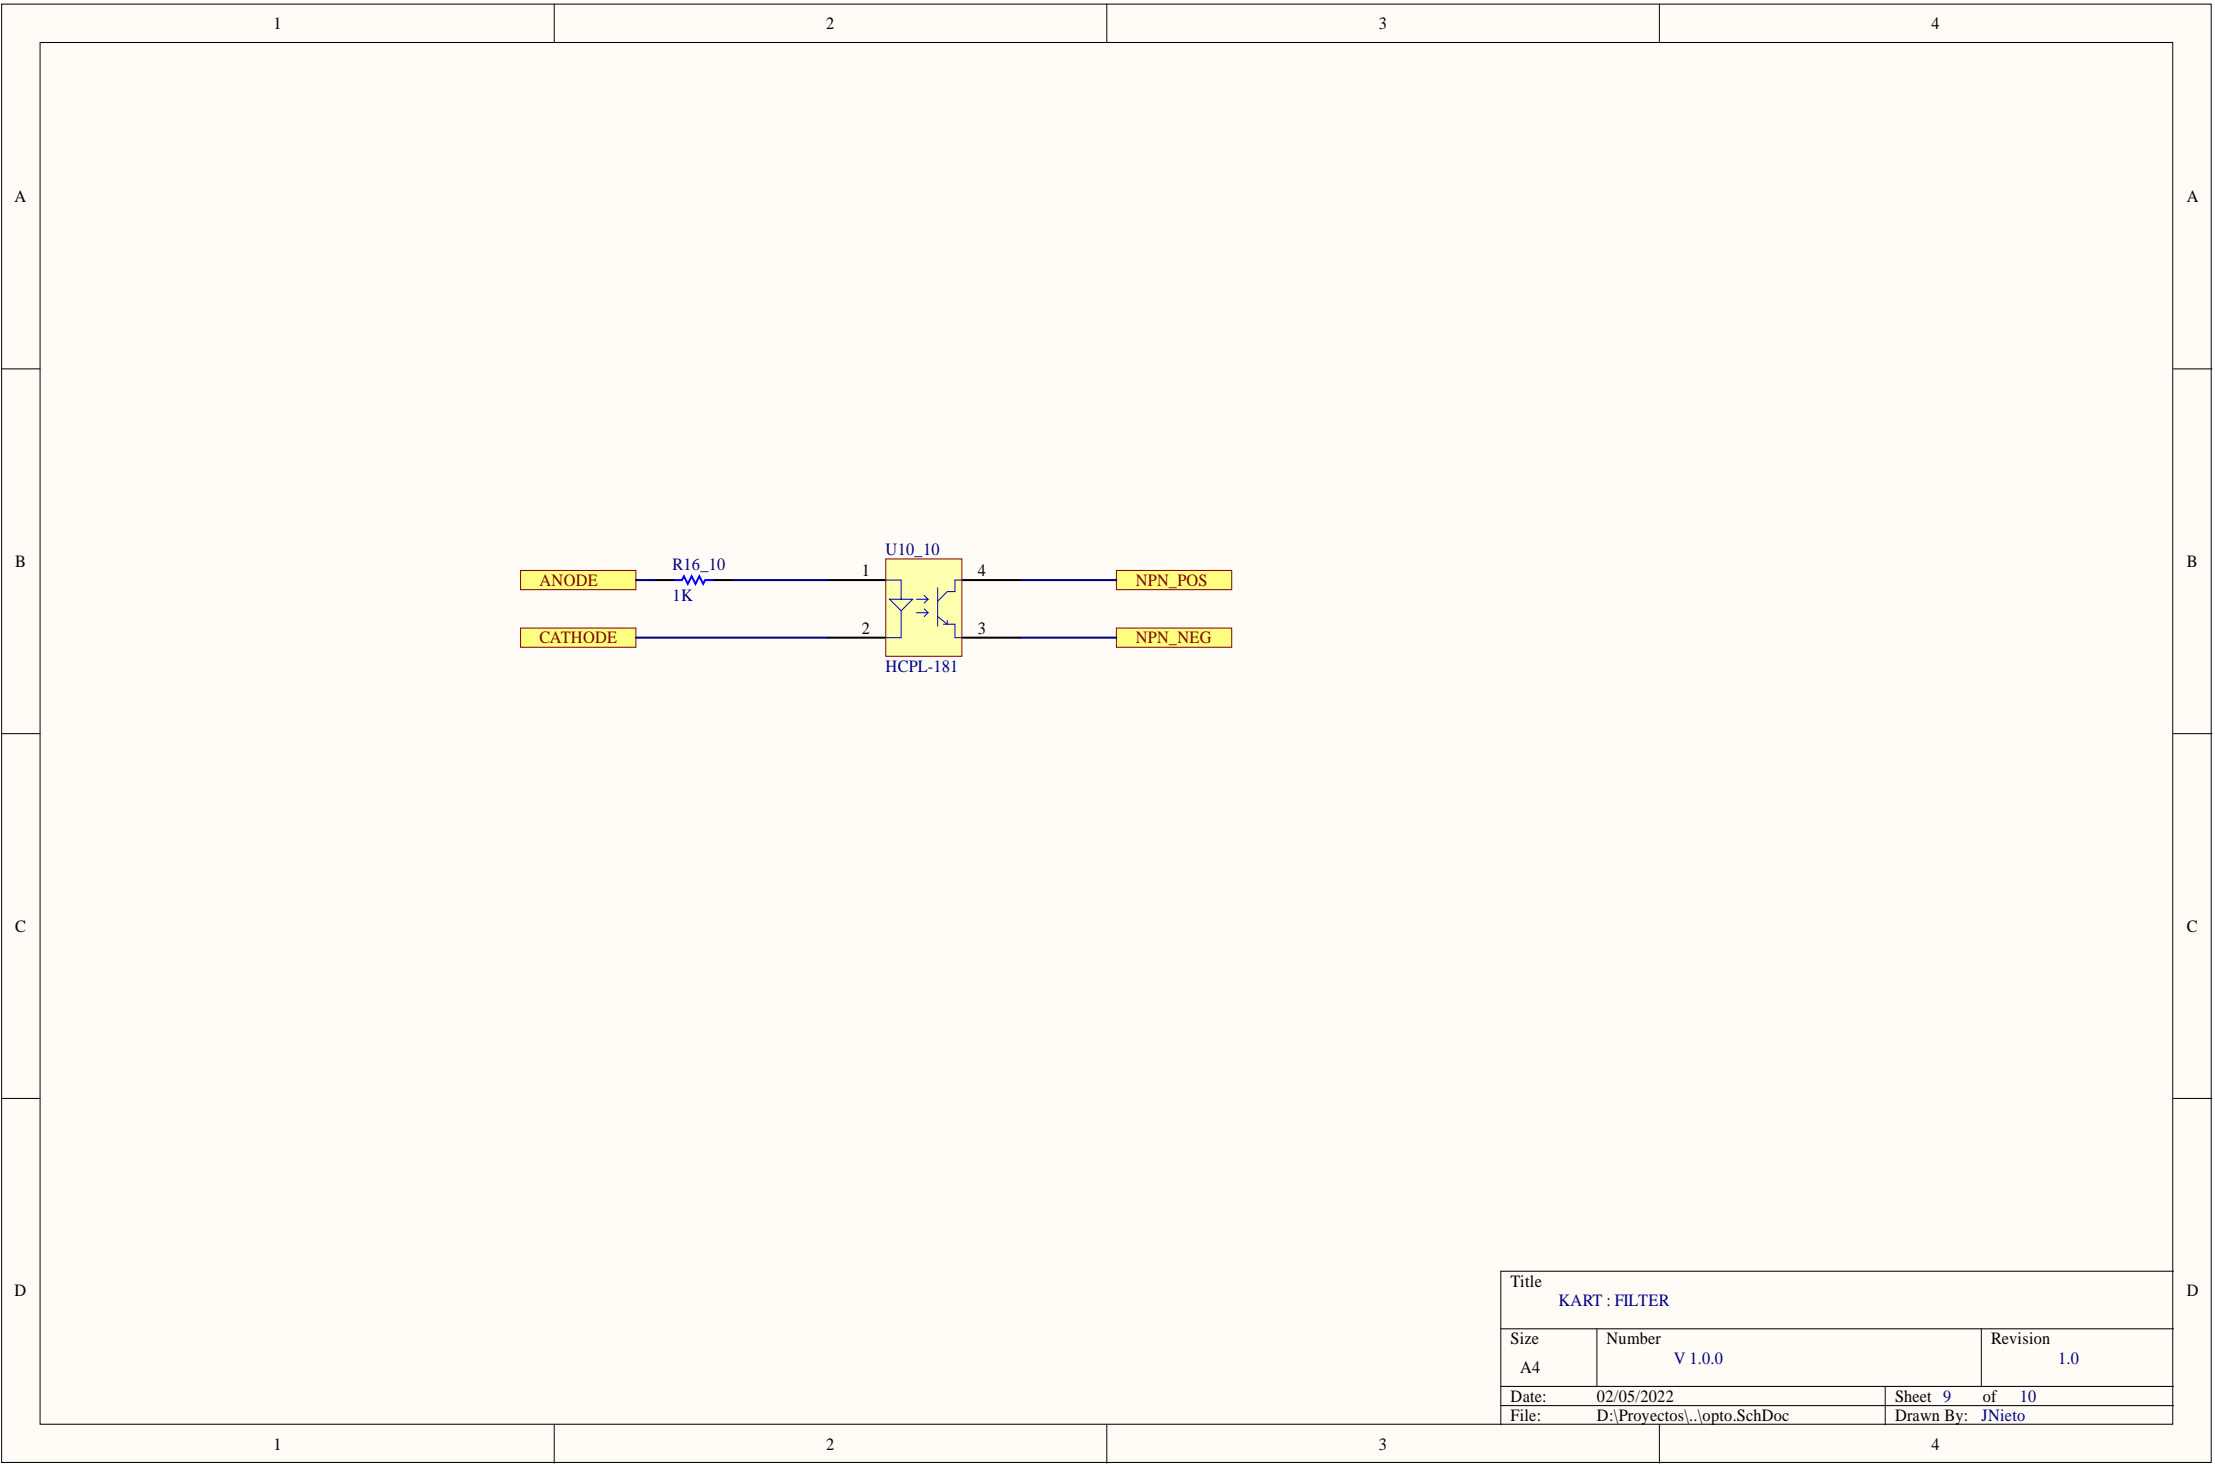 1 2 3 4
A A
B B
C C
D D
R16_10
1K
ANODE
CATHODE
U10_10
1
2
4
3
HCPL-181
NPN_POS
NPN_NEG
Title
KART : FILTER
Size
A4
Number
V 1.0.0
Revision
1.0
Date: 02/05/2022
Sheet 9 of 10
File: D:\Proyectos\..\opto.SchDoc
Drawn By: JNieto
1 2 3 4